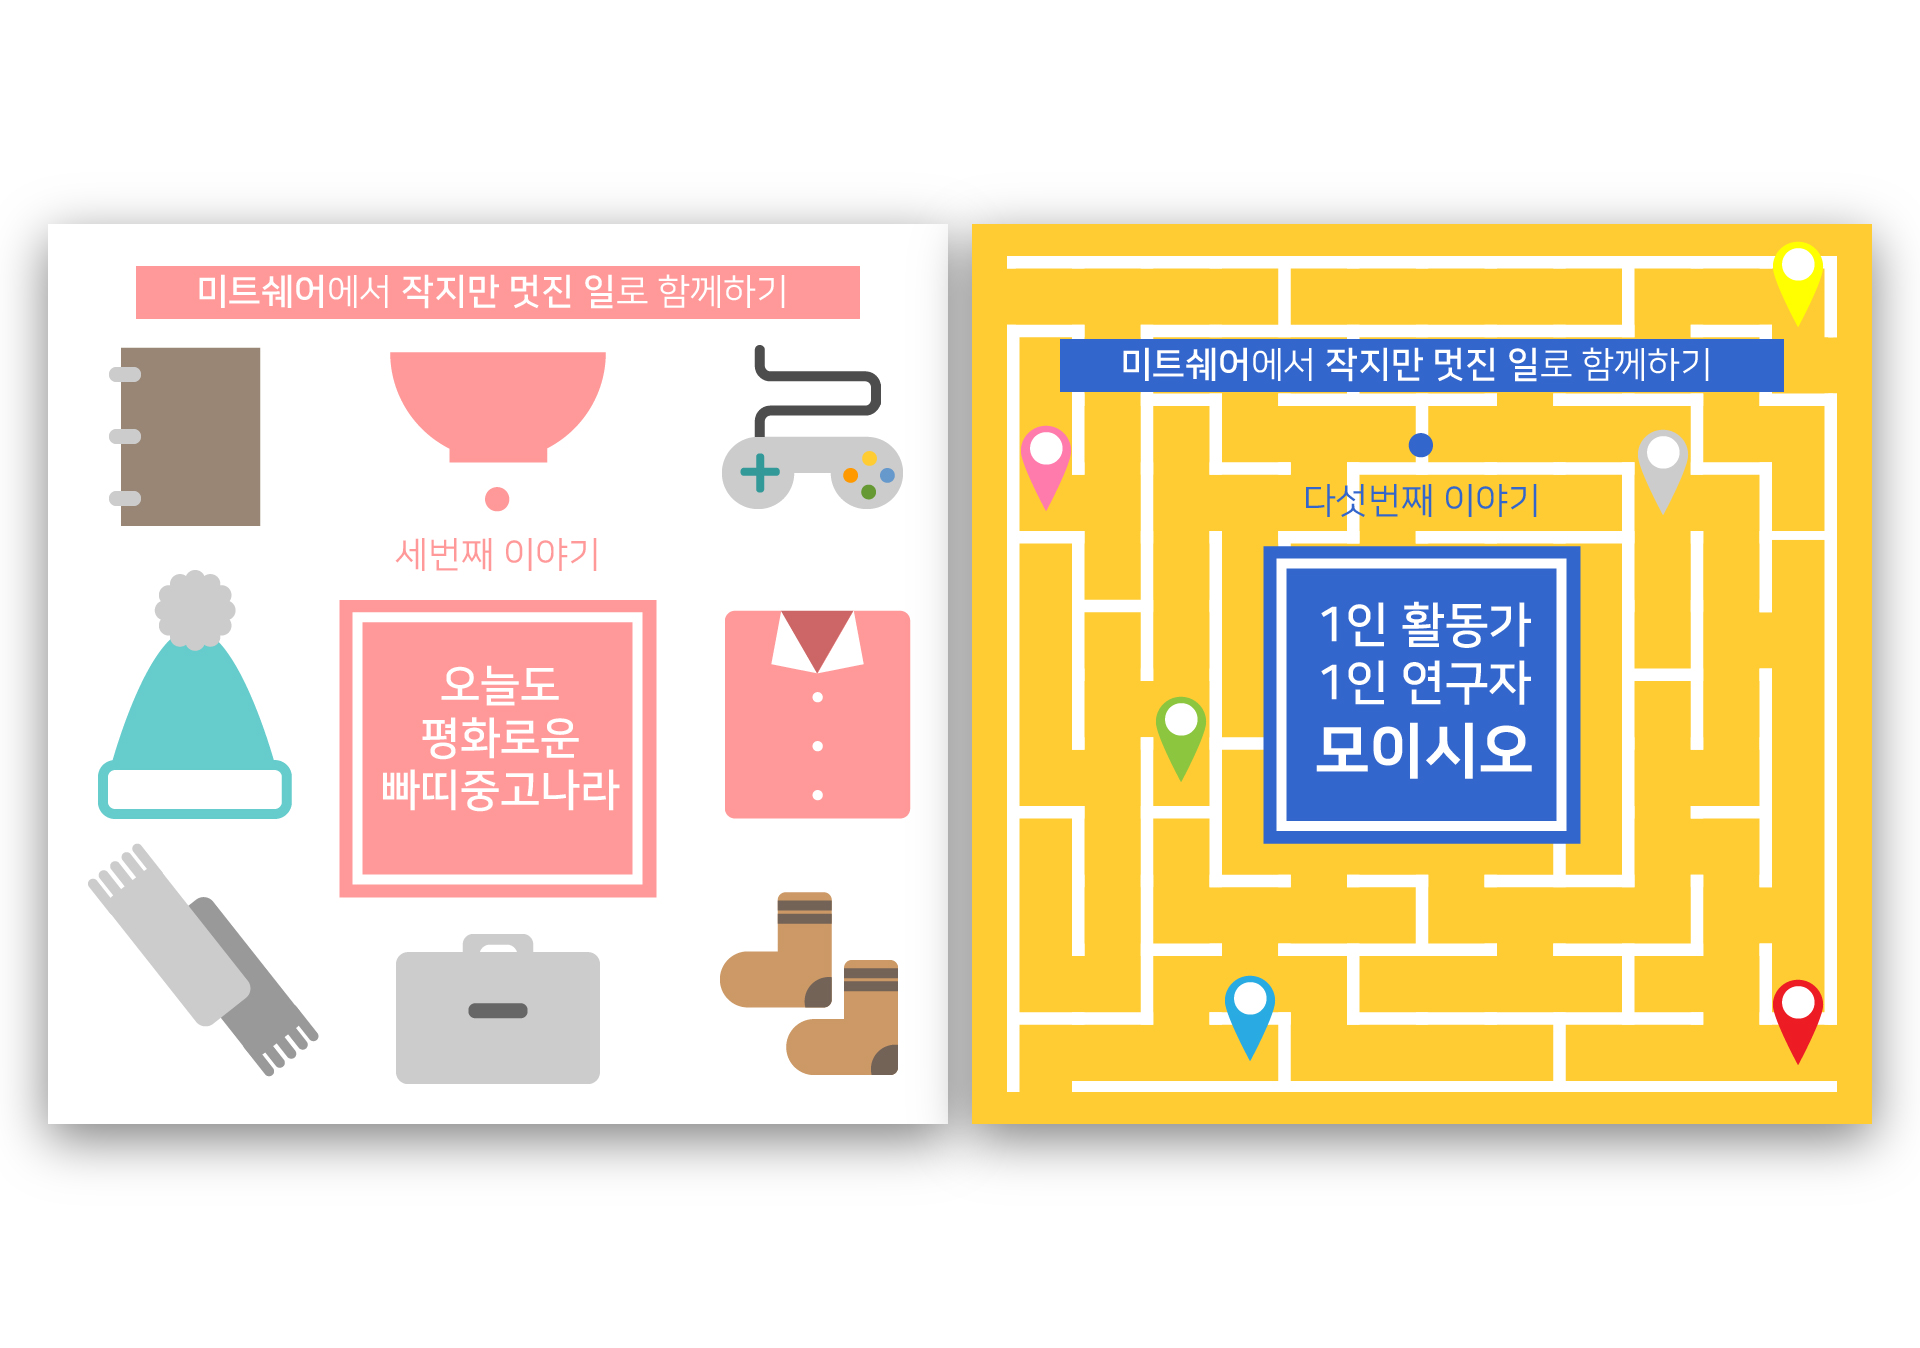 미트쉐어에서 작지만 멋진 일로 함께하기
세번째 이야기
오늘도
평화로운
빠띠중고나라
미트쉐어에서 작지만 멋진 일로 함께하기
다섯번째 이야기
1인 활동가
1인 연구자
모이시오